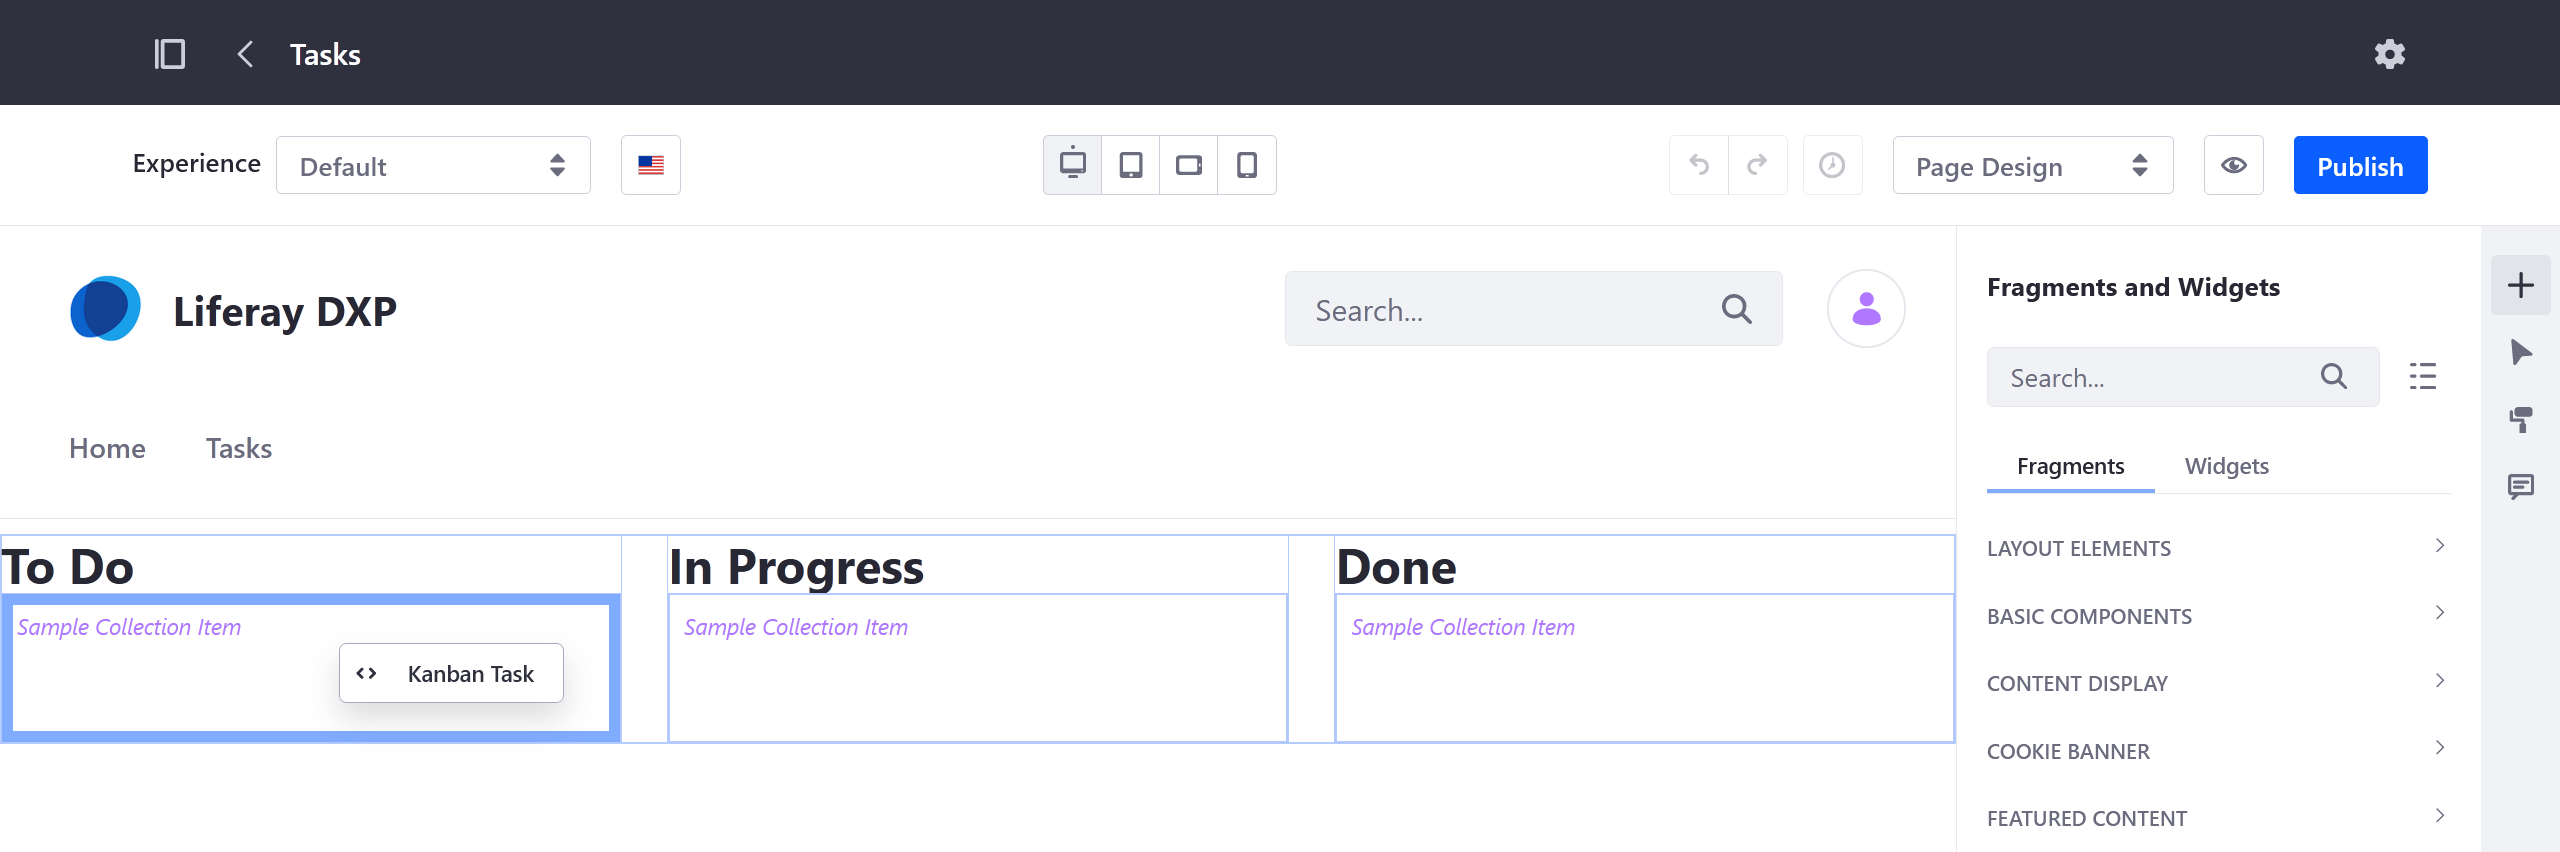 Tasks
Experience Default Page Design Publish
Liferay DXP Search...
Home Tasks
To Do In Progress Done
Sample Collection Item Sample Collection Item Sample Collection Item
Kanban Task
Fragments and Widgets
Search...
Fragments Widgets
LAYOUT ELEMENTS
BASIC COMPONENTS
CONTENT DISPLAY
COOKIE BANNER
FEATURED CONTENT